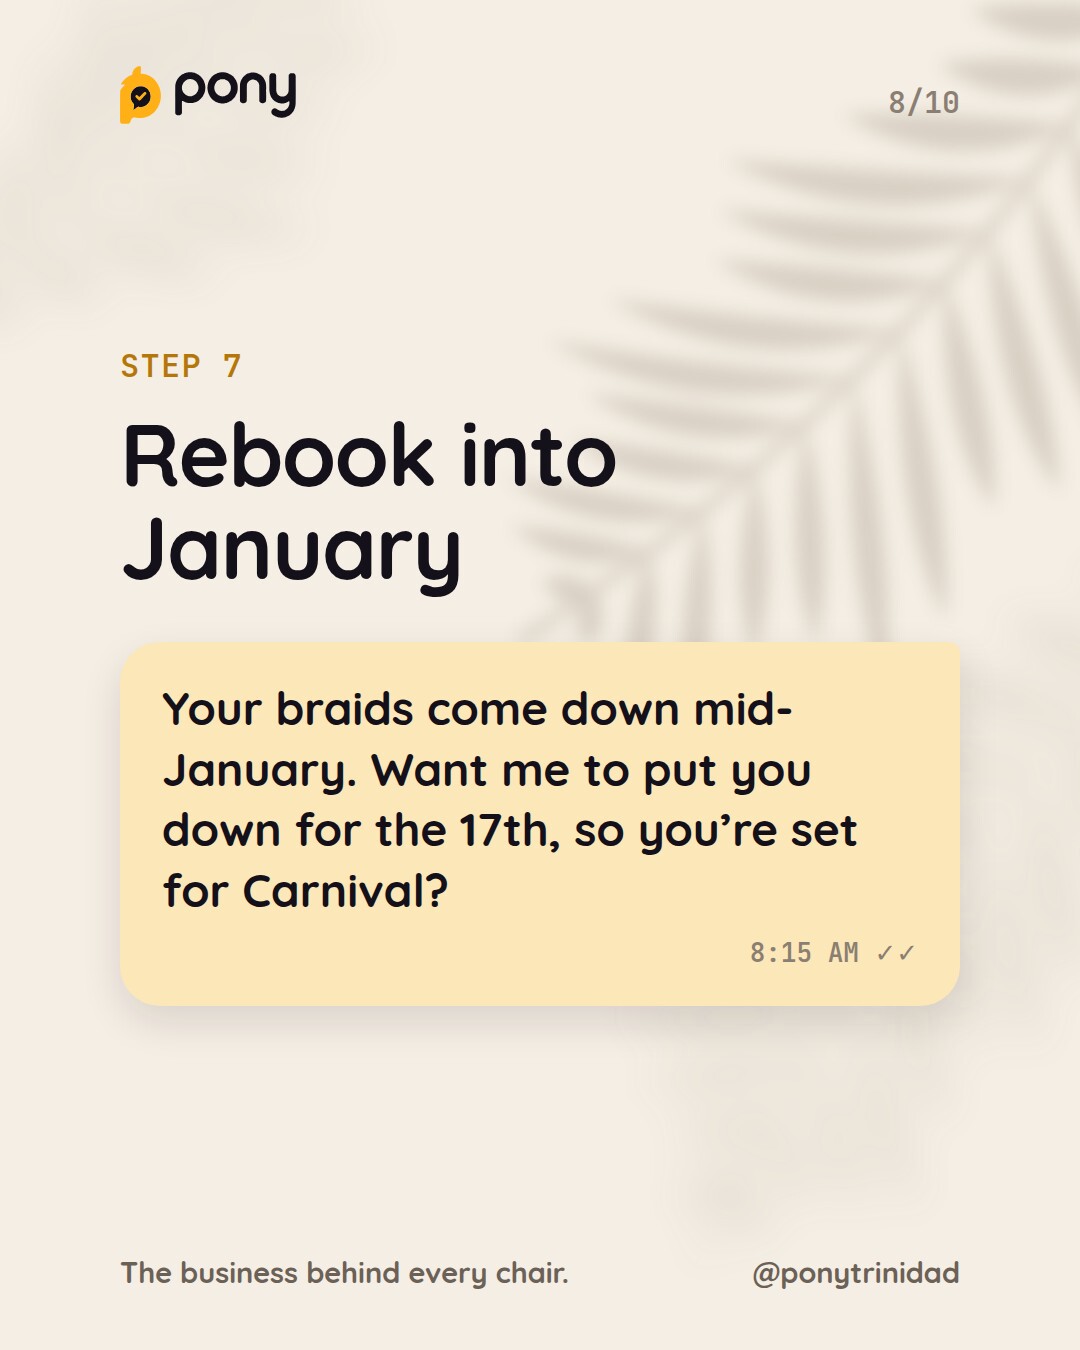 pony
8/10
STEP 7
Rebook into
January
Your braids come down mid-
January. Want me to put you
down for the 17th, so you’re set
for Carnival?
8:15 AM ✓✓
The business behind every chair.
@ponytrinidad